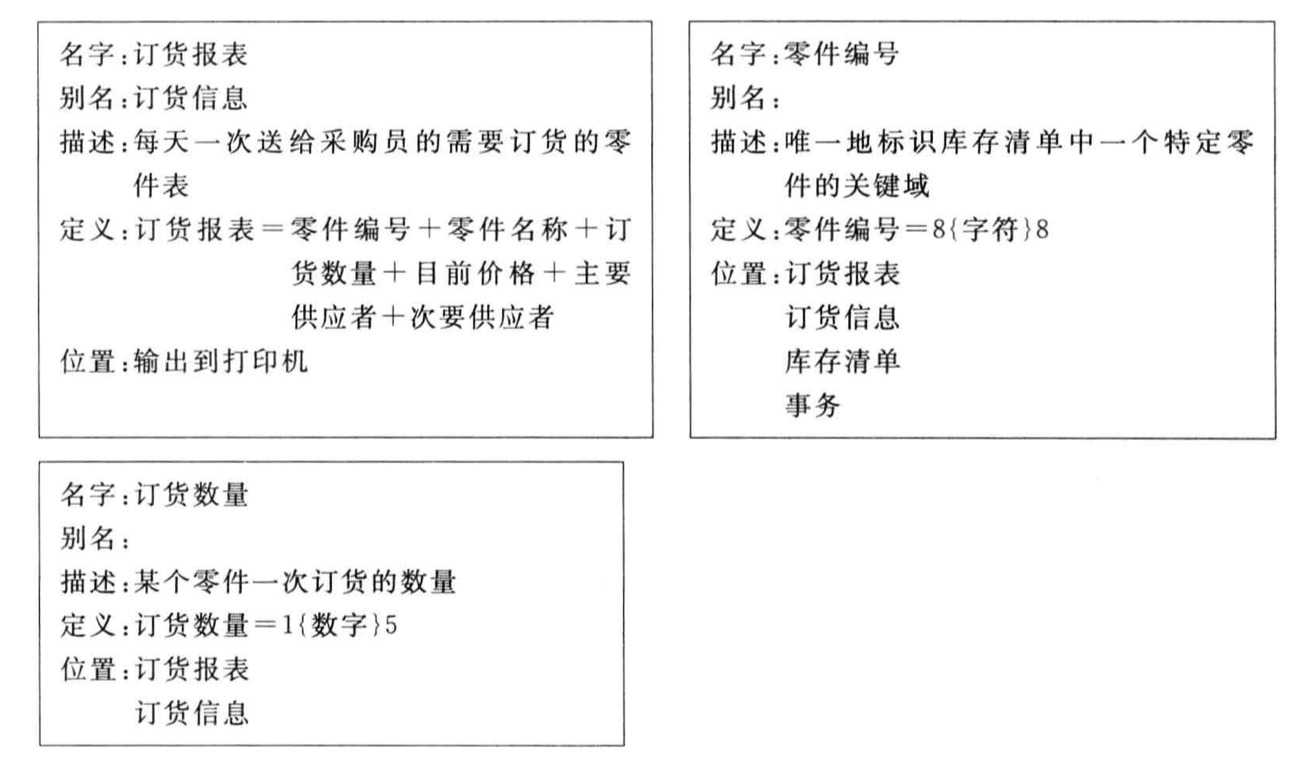 名字:订货报表
别名:订货信息
描述:每天一次送给采购员的需要订货的零
件表
定义:订货报表=零件编号+零件名称+订
货数量+目前价格+主要
供应者+次要供应者
位置:输出到打印机
名字:零件编号
别名:
描述:唯一地标识库存清单中一个特定零
件的关键域
定义:零件编号=8{字符}8
位置:订货报表
订货信息
库存清单
事务
名字:订货数量
别名:
描述:某个零件一次订货的数量
定义:订货数量=1{数字}5
位置:订货报表
订货信息